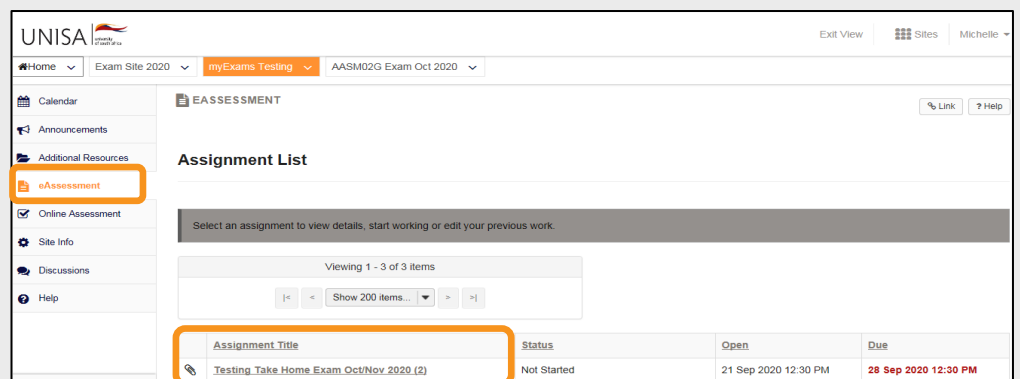 UNISA university of south africa
Exit View Sites Michelle
Home Exam Site 2020 myExams Testing AASM02G Exam Oct 2020
Calendar
Announcements
Additional Resources
eAssessment
Online Assessment
Site Info
Discussions
Help
EASSESSMENT
Link ? Help
Assignment List
Select an assignment to view details, start working or edit your previous work.
Viewing 1 - 3 of 3 items
|< < Show 200 items... > >|
Assignment Title Status Open Due
Testing Take Home Exam Oct/Nov 2020 (2) Not Started 21 Sep 2020 12:30 PM 28 Sep 2020 12:30 PM